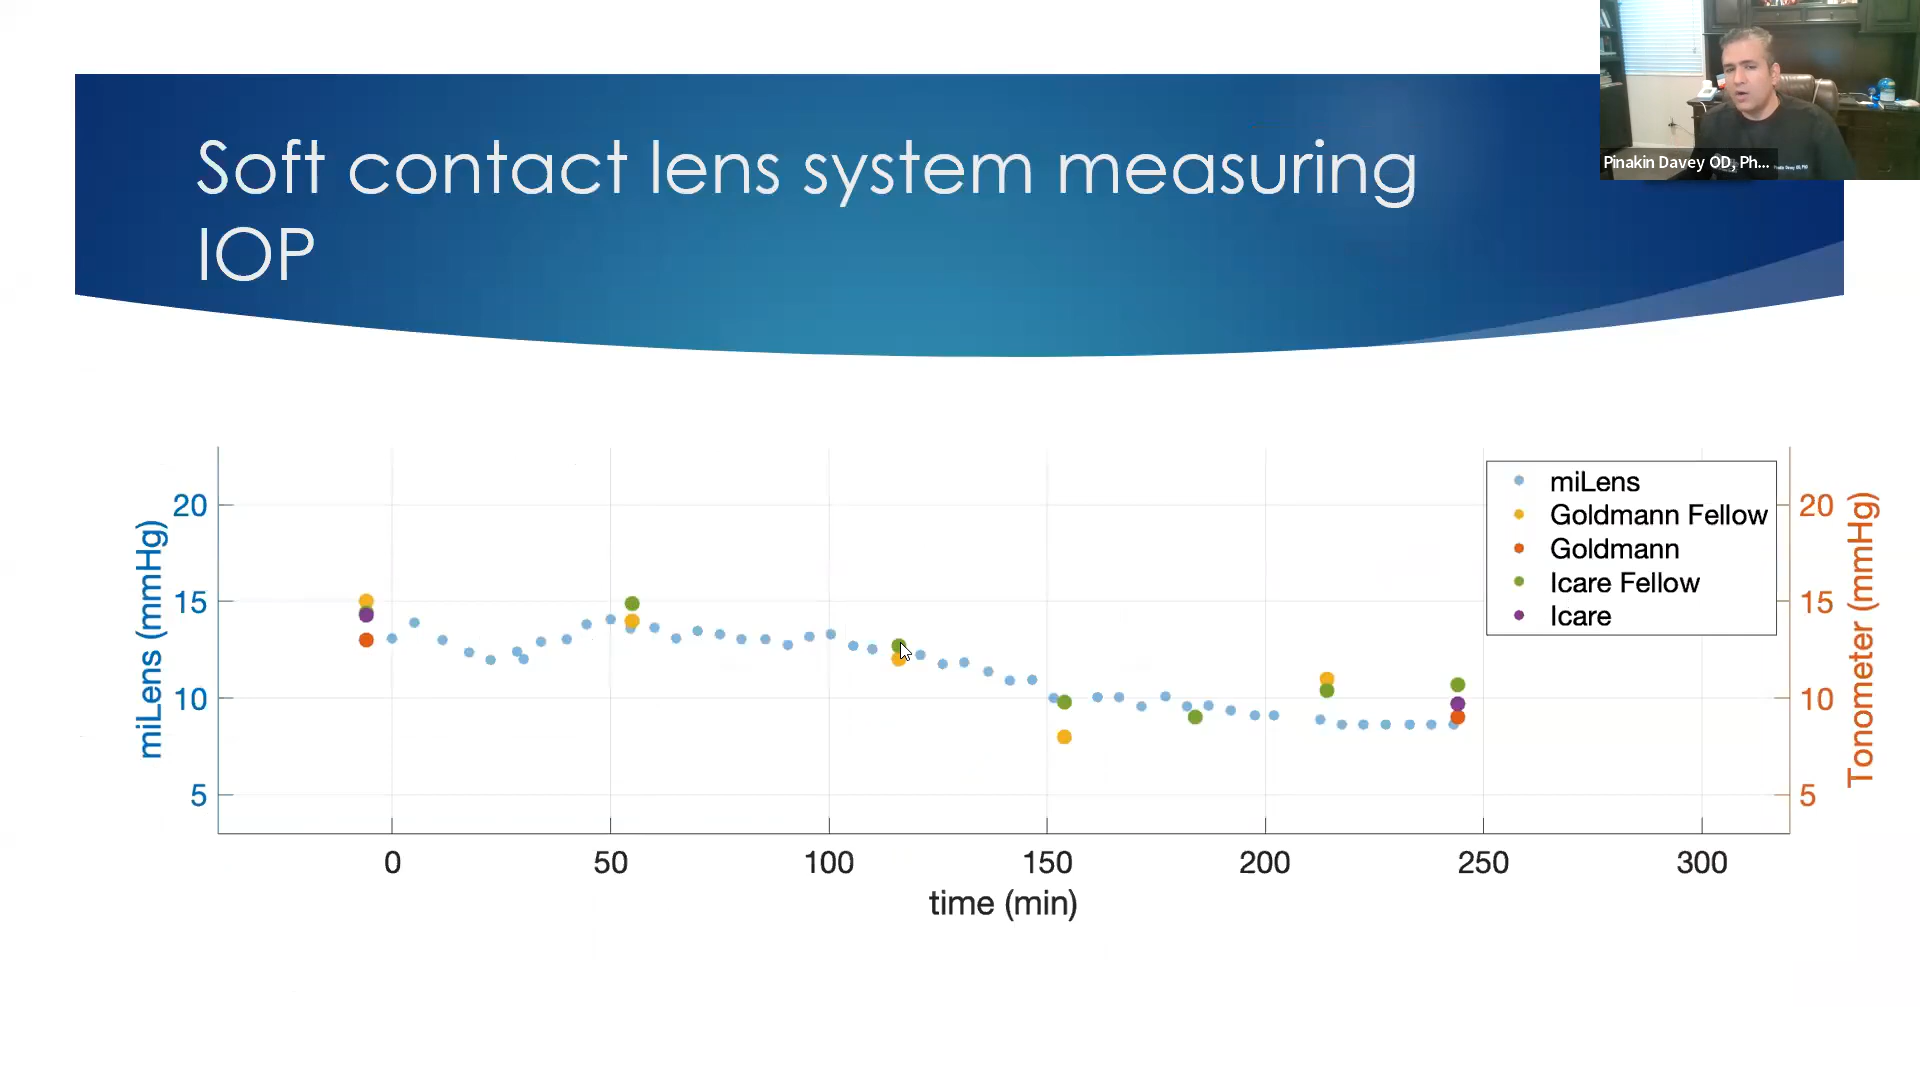 Soft contact lens system measuring
IOP
Pinakin Davey OD, Ph...
miLens (mmHg)
20
15
10
5
miLens
Goldmann Fellow
Goldmann
Icare Fellow
Icare
20
15
10
5
Tonometer (mmHg)
0 50 100 150 200 250 300
time (min)